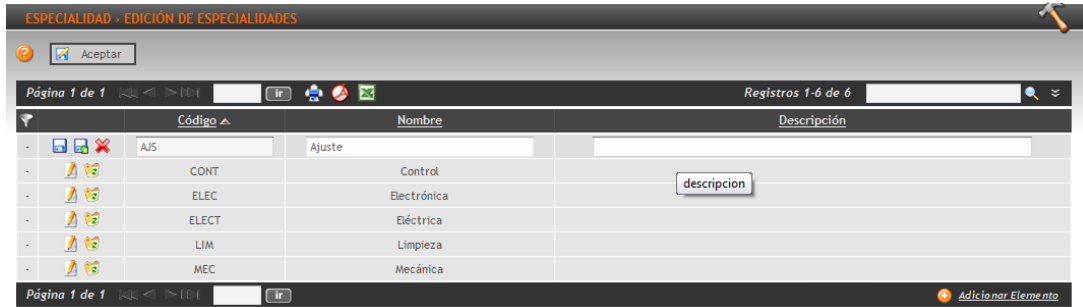 ESPECIALIDAD › EDICIÓN DE ESPECIALIDADES
Aceptar
Página 1 de 1 ir Registros 1-6 de 6
Código Nombre Descripción
- AJS Ajuste
- CONT Control
descripcion
- ELEC Electrónica
- ELECT Eléctrica
- LIM Limpieza
- MEC Mecánica
Página 1 de 1 ir Adicionar Elemento